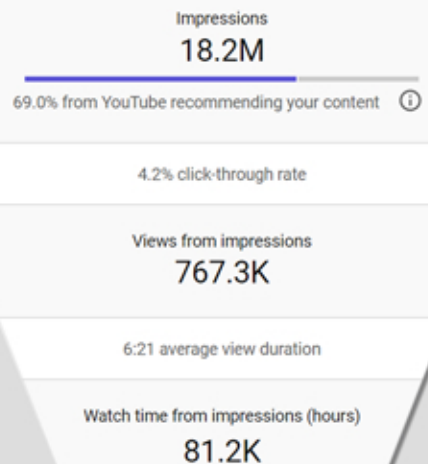 Impressions
18.2M
69.0% from YouTube recommending your content
4.2% click-through rate
Views from impressions
767.3K
6:21 average view duration
Watch time from impressions (hours)
81.2K